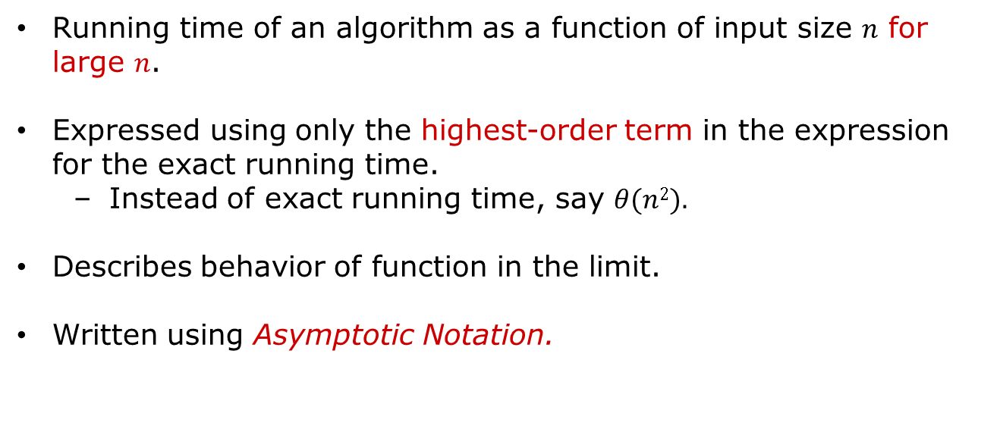 • Running time of an algorithm as a function of input size n for
large n.
• Expressed using only the highest-order term in the expression
for the exact running time.
– Instead of exact running time, say θ(n²).
• Describes behavior of function in the limit.
• Written using Asymptotic Notation.